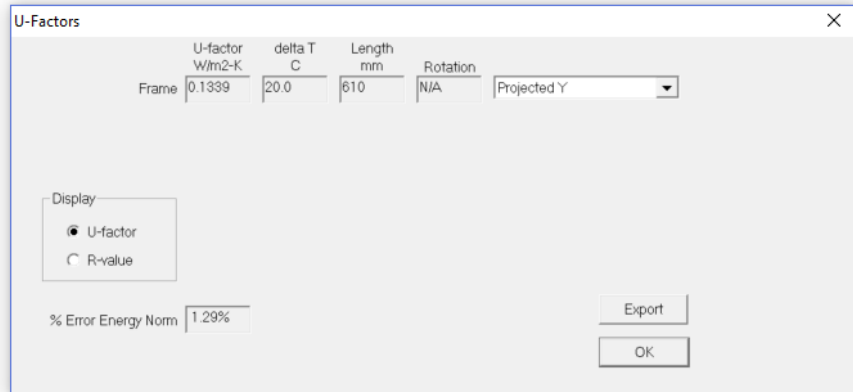 U-Factors
U-factor delta T Length
W/m2-K C mm Rotation
Frame 0.1339 20.0 610 N/A Projected Y
Display
U-factor
R-value
% Error Energy Norm 1.29%
Export
OK